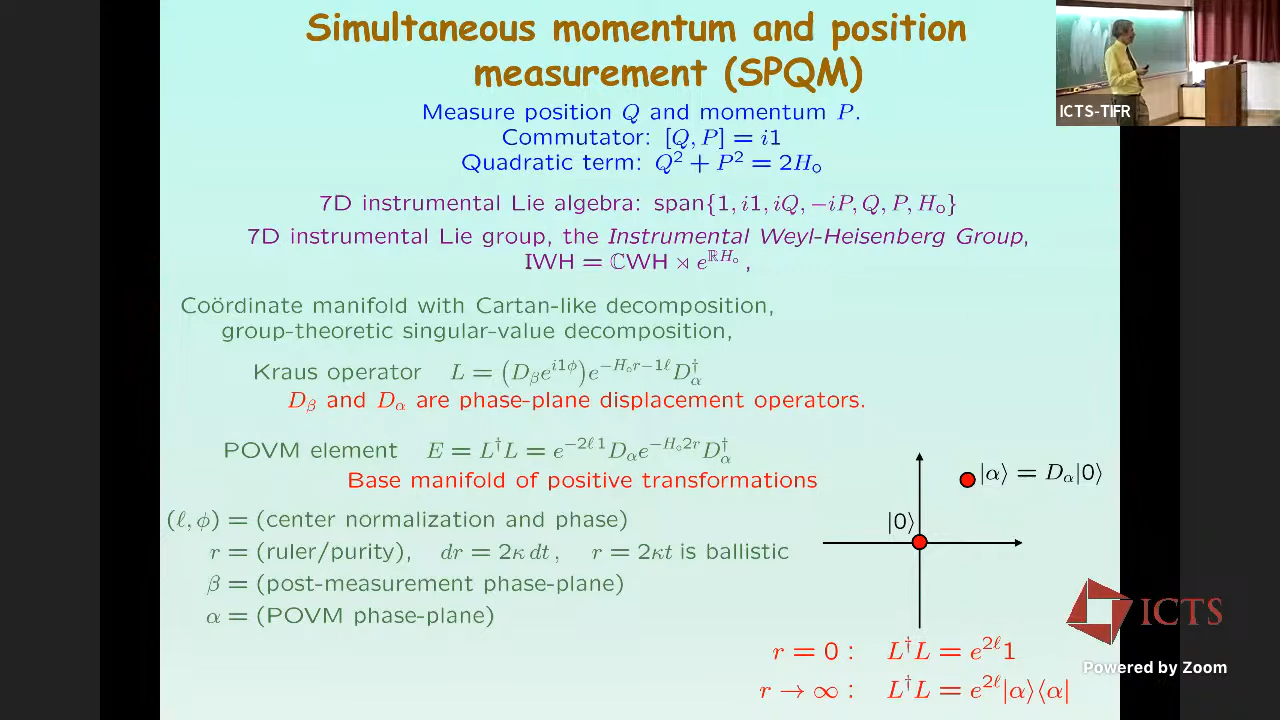 Simultaneous momentum and position
measurement (SPQM)
ICTS-TIFR
Measure position Q and momentum P.
Commutator: [Q, P] = i1
Quadratic term: Q² + P² = 2Hₒ
7D instrumental Lie algebra: span{1, i1, iQ, −iP, Q, P, Hₒ}
7D instrumental Lie group, the Instrumental Weyl-Heisenberg Group,
IWH = ℂWH ⋊ e^{ℝHₒ} ,
Coördinate manifold with Cartan-like decomposition,
group-theoretic singular-value decomposition,
Kraus operator L = (D_β e^{i1ϕ}) e^{−Hₒr−1ℓ} D_α^†
D_β and D_α are phase-plane displacement operators.
POVM element E = L†L = e^{−2ℓ1} D_α e^{−Hₒ2r} D_α^†
Base manifold of positive transformations
|α⟩ = D_α|0⟩
|0⟩
(ℓ, ϕ) = (center normalization and phase)
r = (ruler/purity), dr = 2κ dt , r = 2κt is ballistic
β = (post-measurement phase-plane)
α = (POVM phase-plane)
r = 0 : L†L = e^{2ℓ}1
r → ∞ : L†L = e^{2ℓ}|α⟩⟨α|
ICTS
Powered by Zoom